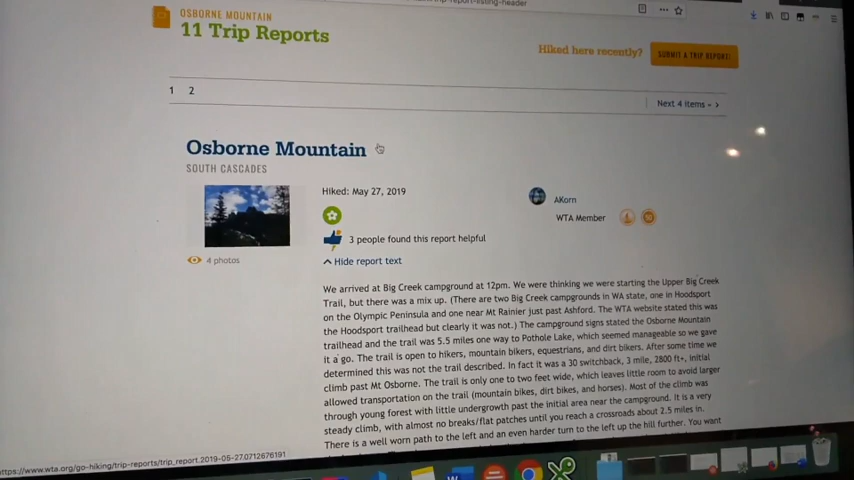 OSBORNE MOUNTAIN
11 Trip Reports
Hiked here recently?
SUBMIT A TRIP REPORT!
1 2
Next 4 items
Osborne Mountain
SOUTH CASCADES
Hiked: May 27, 2019
AKorn
WTA Member
3 people found this report helpful
4 photos
Hide report text
We arrived at Big Creek campground at 12pm. We were thinking we were starting the Upper Big Creek
Trail, but there was a mix up. (There are two Big Creek campgrounds in WA state, one in Hoodsport
on the Olympic Peninsula and one near Mt Rainier just past Ashford. The WTA website stated this was
the Hoodsport trailhead but clearly it was not.) The campground signs stated the Osborne Mountain
trailhead and the trail was 5.5 miles one way to Pothole Lake, which seemed manageable so we gave
it a go. The trail is open to hikers, mountain bikers, equestrians, and dirt bikers. After some time we
determined this was not the trail described. In fact it was a 30 switchback, 3 mile, 2800 ft+, initial
climb past Mt Osborne. The trail is only one to two feet wide, which leaves little room to avoid larger
allowed transportation on the trail (mountain bikes, dirt bikes, and horses). Most of the climb was
through young forest with little undergrowth past the initial area near the campground. It is a very
steady climb, with almost no breaks/flat patches until you reach a crossroads about 2.5 miles in.
There is a well worn path to the left and an even harder turn to the left up the hill further. You want
https://www.wta.org/go-hiking/trip-reports/trip_report.2019-05-27.0712676191